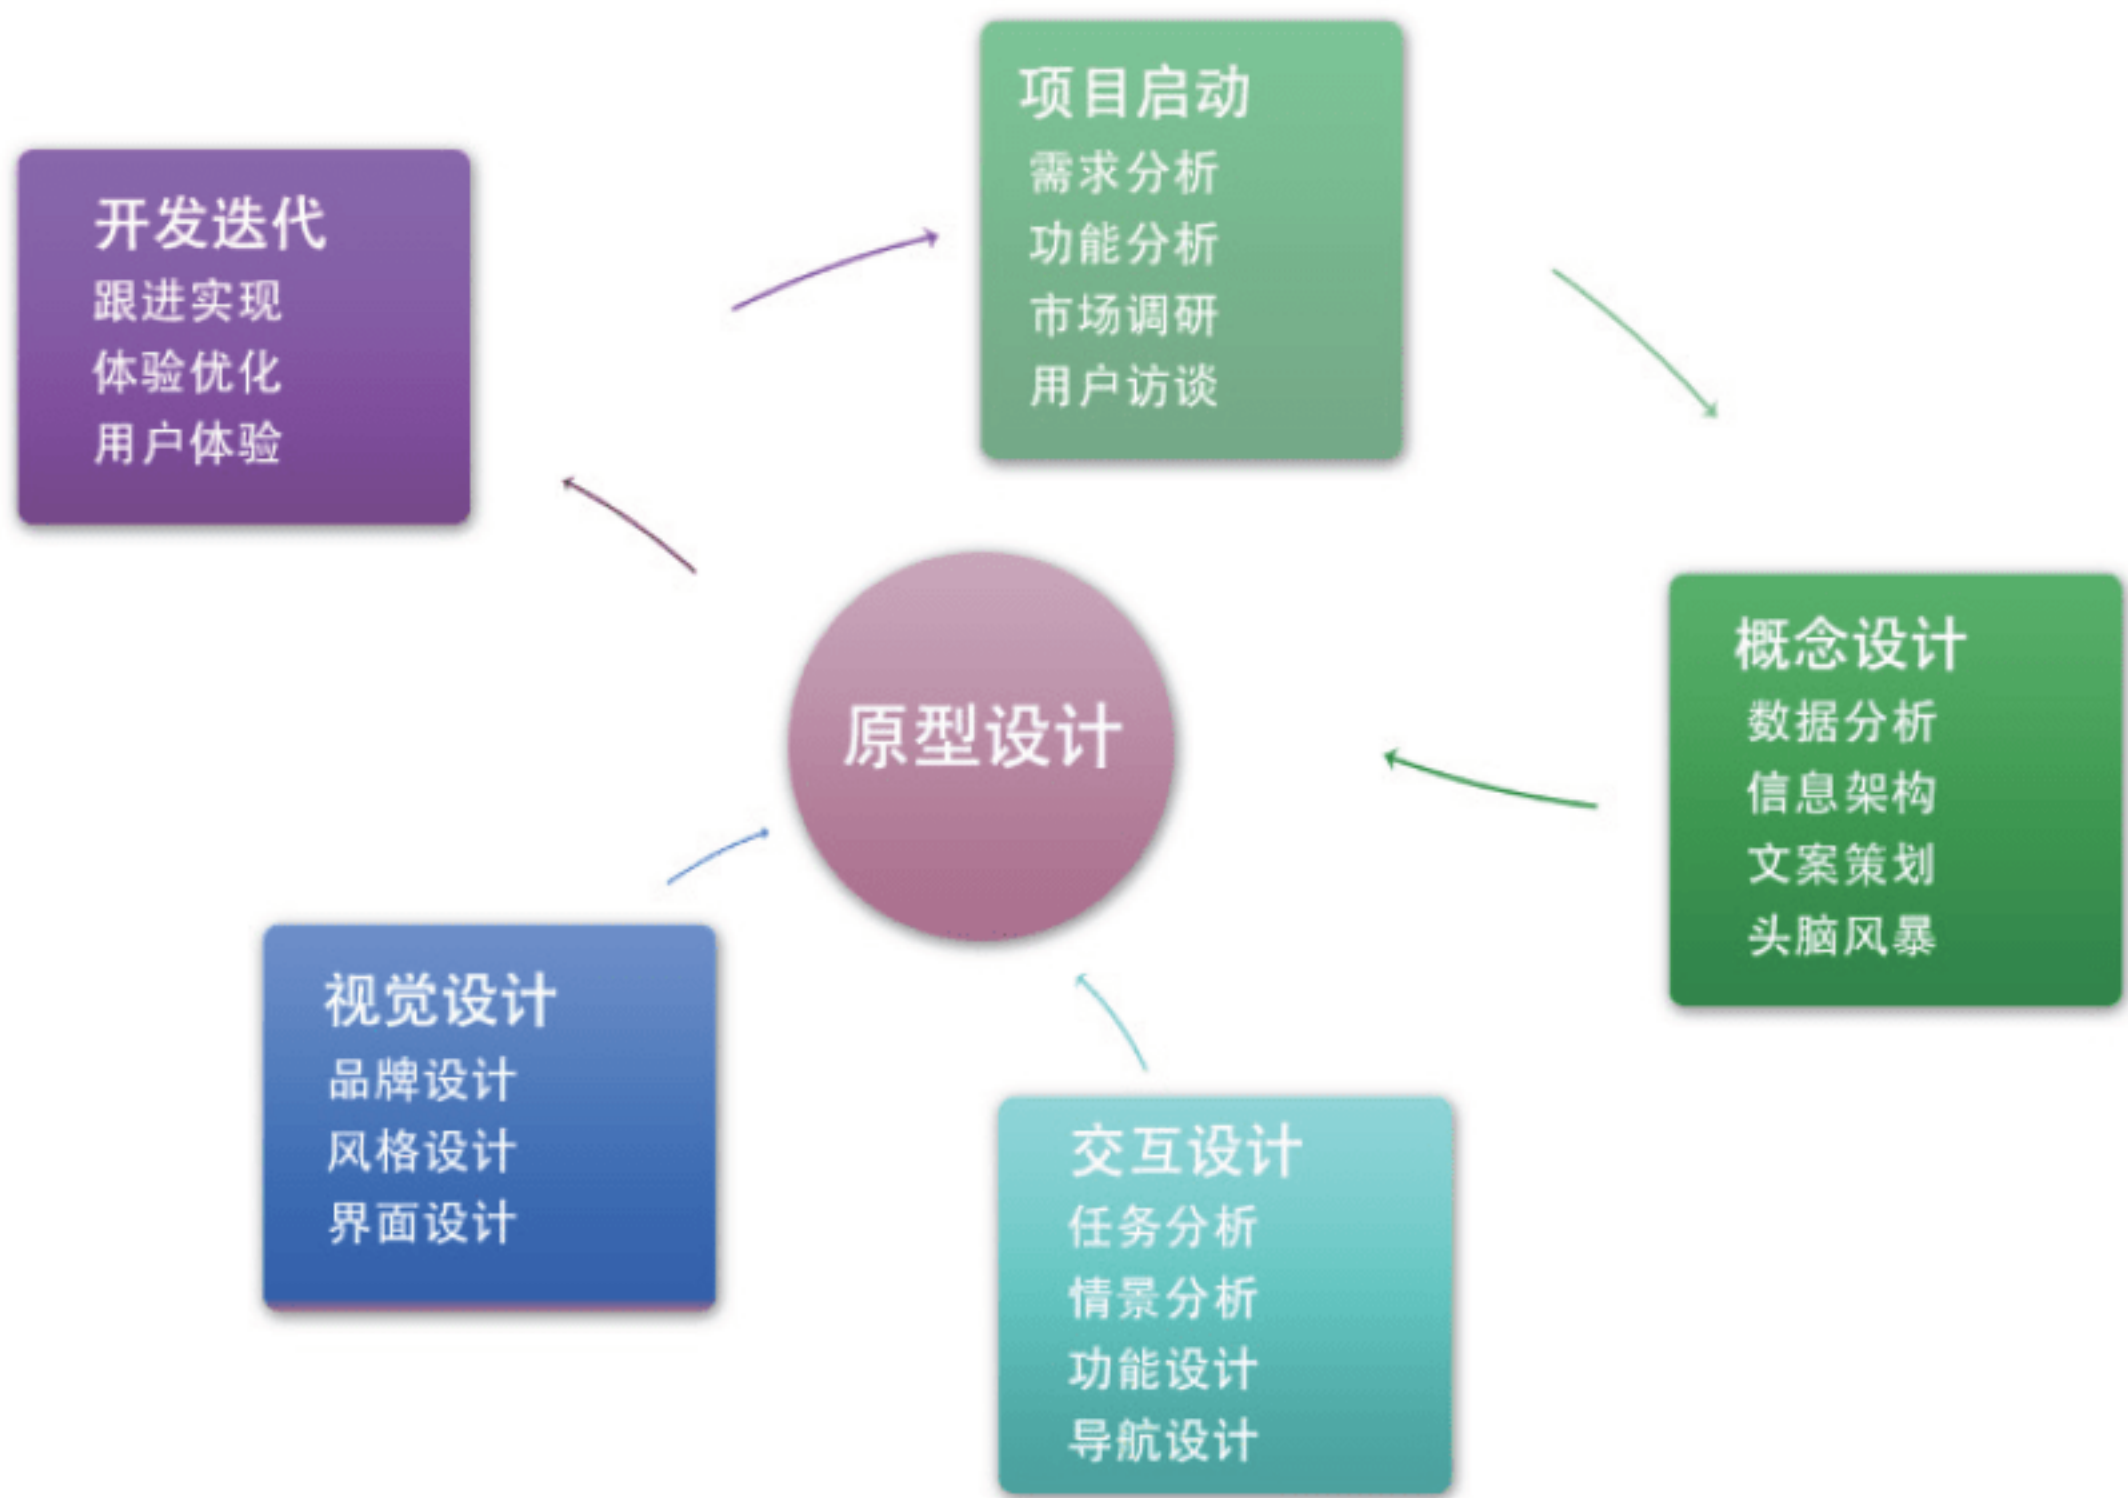 项目启动
需求分析
功能分析
市场调研
用户访谈
开发迭代
跟进实现
体验优化
用户体验
概念设计
数据分析
信息架构
文案策划
头脑风暴
原型设计
视觉设计
品牌设计
风格设计
界面设计
交互设计
任务分析
情景分析
功能设计
导航设计